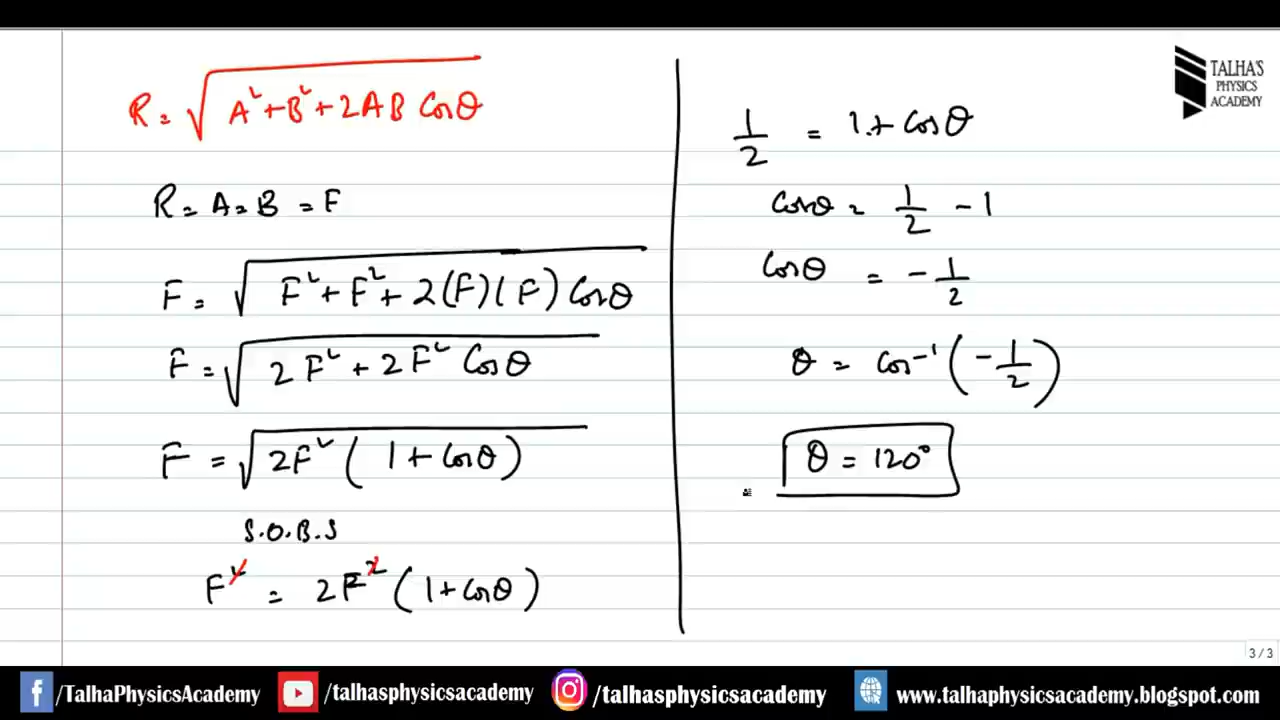 R = √A²+B²+2AB Cosθ
R = A = B = F
F = √F²+F²+2(F)(F) Cosθ
F = √2F²+2F² Cosθ
F = √2F²(1+Cosθ)
S.O.B.S
F² = 2F²(1+Cosθ)
1/2 = 1+Cosθ
Cosθ = 1/2 - 1
Cosθ = -1/2
θ = Cos⁻¹(-1/2)
θ = 120°
TALHA'S
PHYSICS
ACADEMY
3/3
/TalhaPhysicsAcademy
/talhasphysicsacademy
/talhasphysicsacademy
www.talhaphysicsacademy.blogspot.com